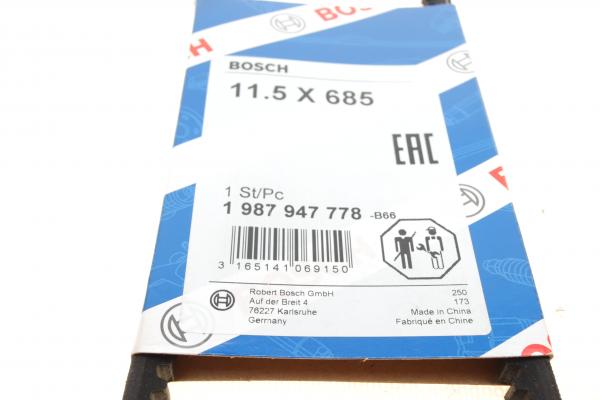 BOSCH
BOSCH
11.5 X 685
EAC
1 St/Pc
1 987 947 778 -B66
3 165141 069150
Robert Bosch GmbH
Auf der Breit 4
76227 Karlsruhe
Germany
250
173
Made in China
Fabriqué en Chine